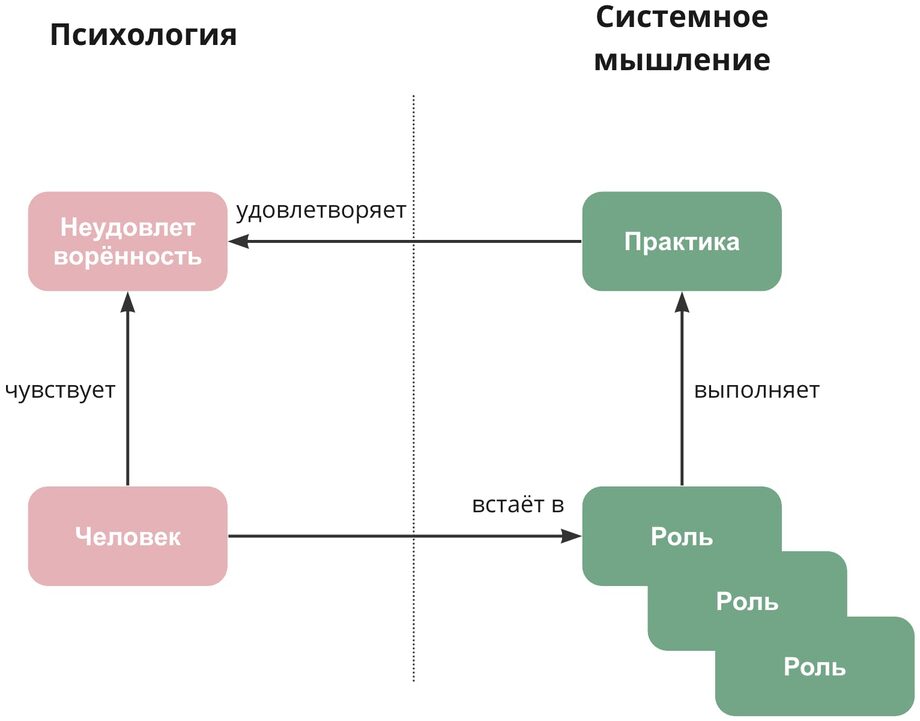 Психология
Системное
мышление
Неудовлет
ворённость
удовлетворяет
Практика
чувствует
выполняет
Человек
встаёт в
Роль
Роль
Роль